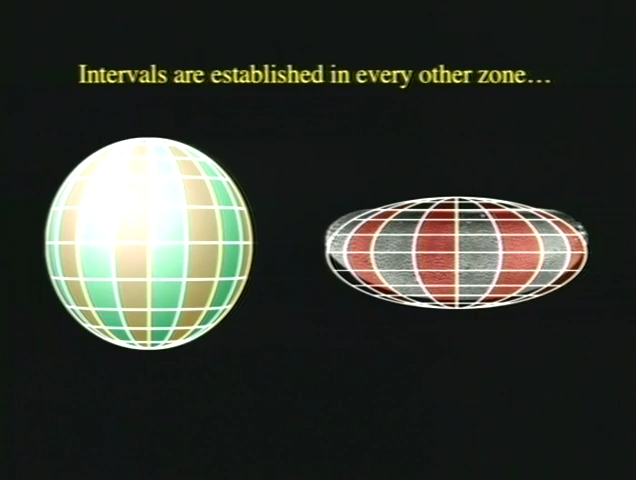 Intervals are established in every other zone…